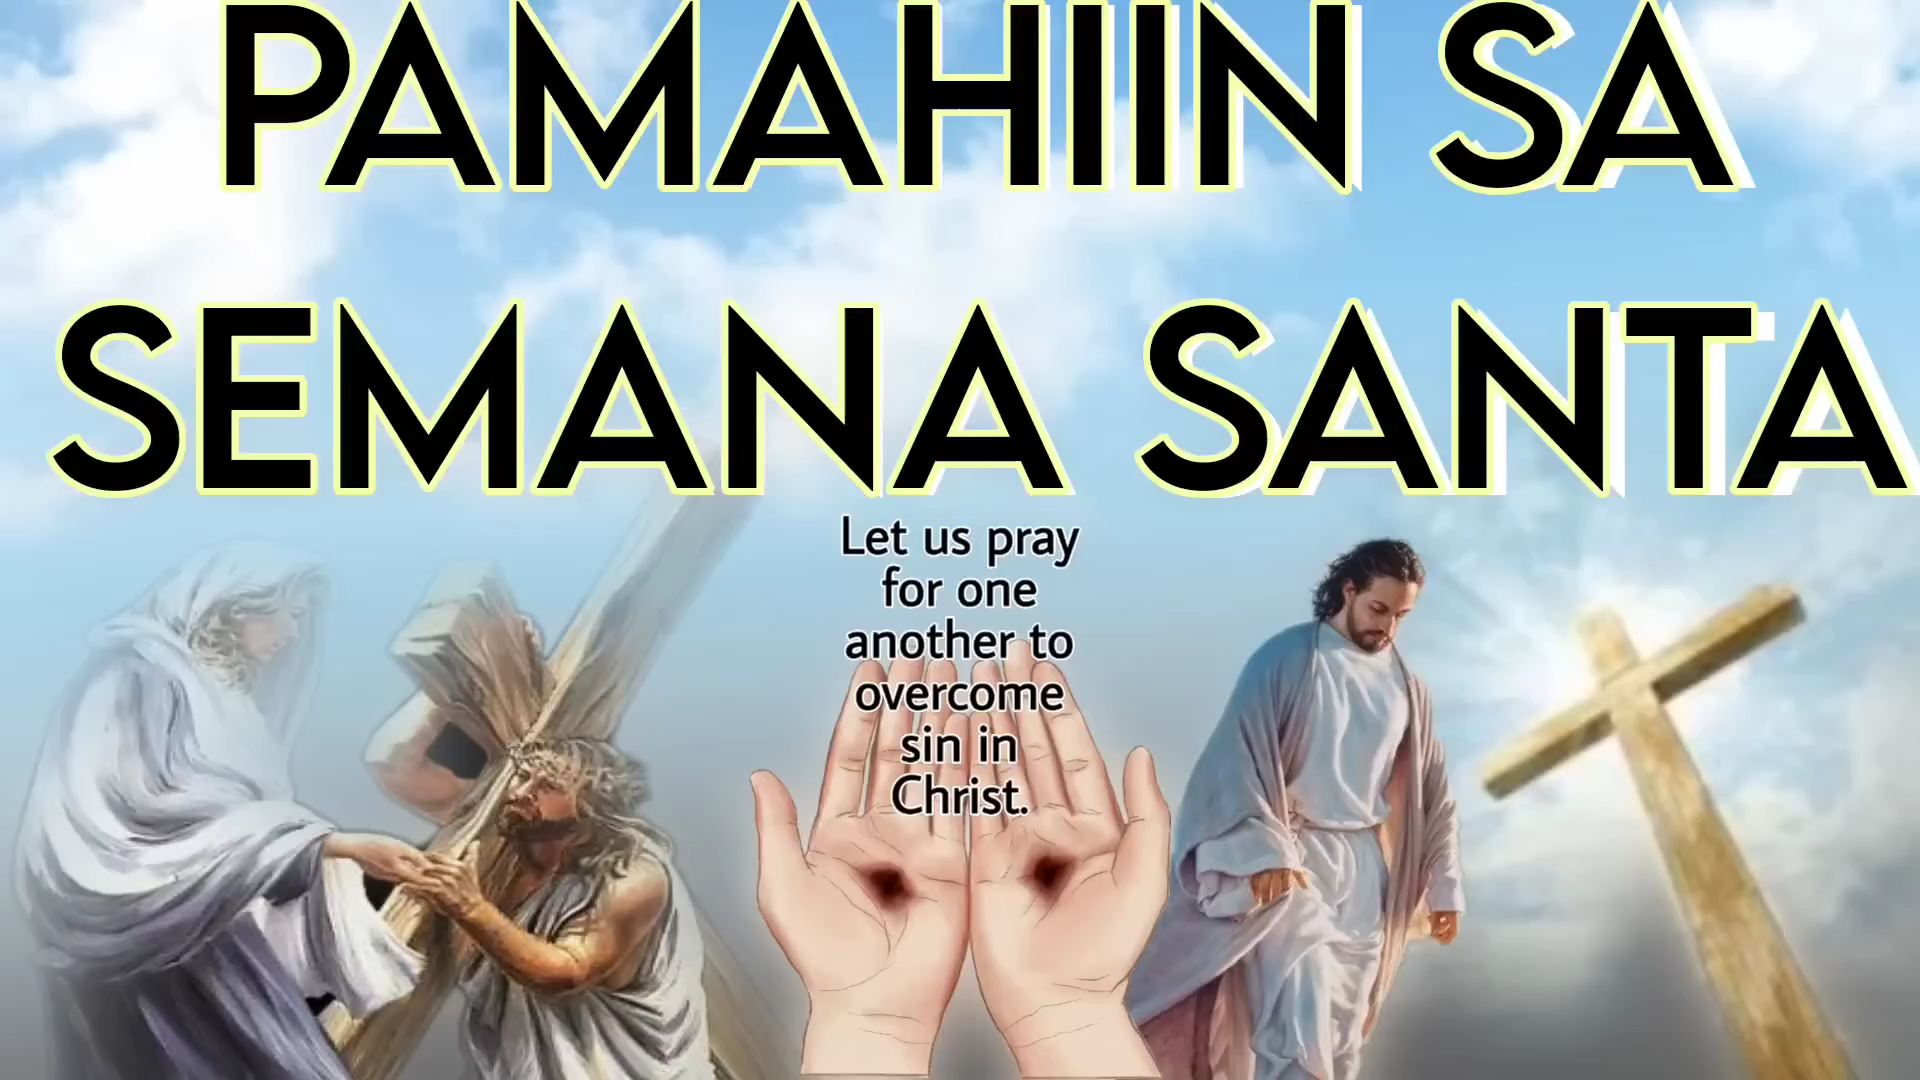 PAMAHIIN SA
SEMANA SANTA
Let us pray
for one
another to
overcome
sin in
Christ.